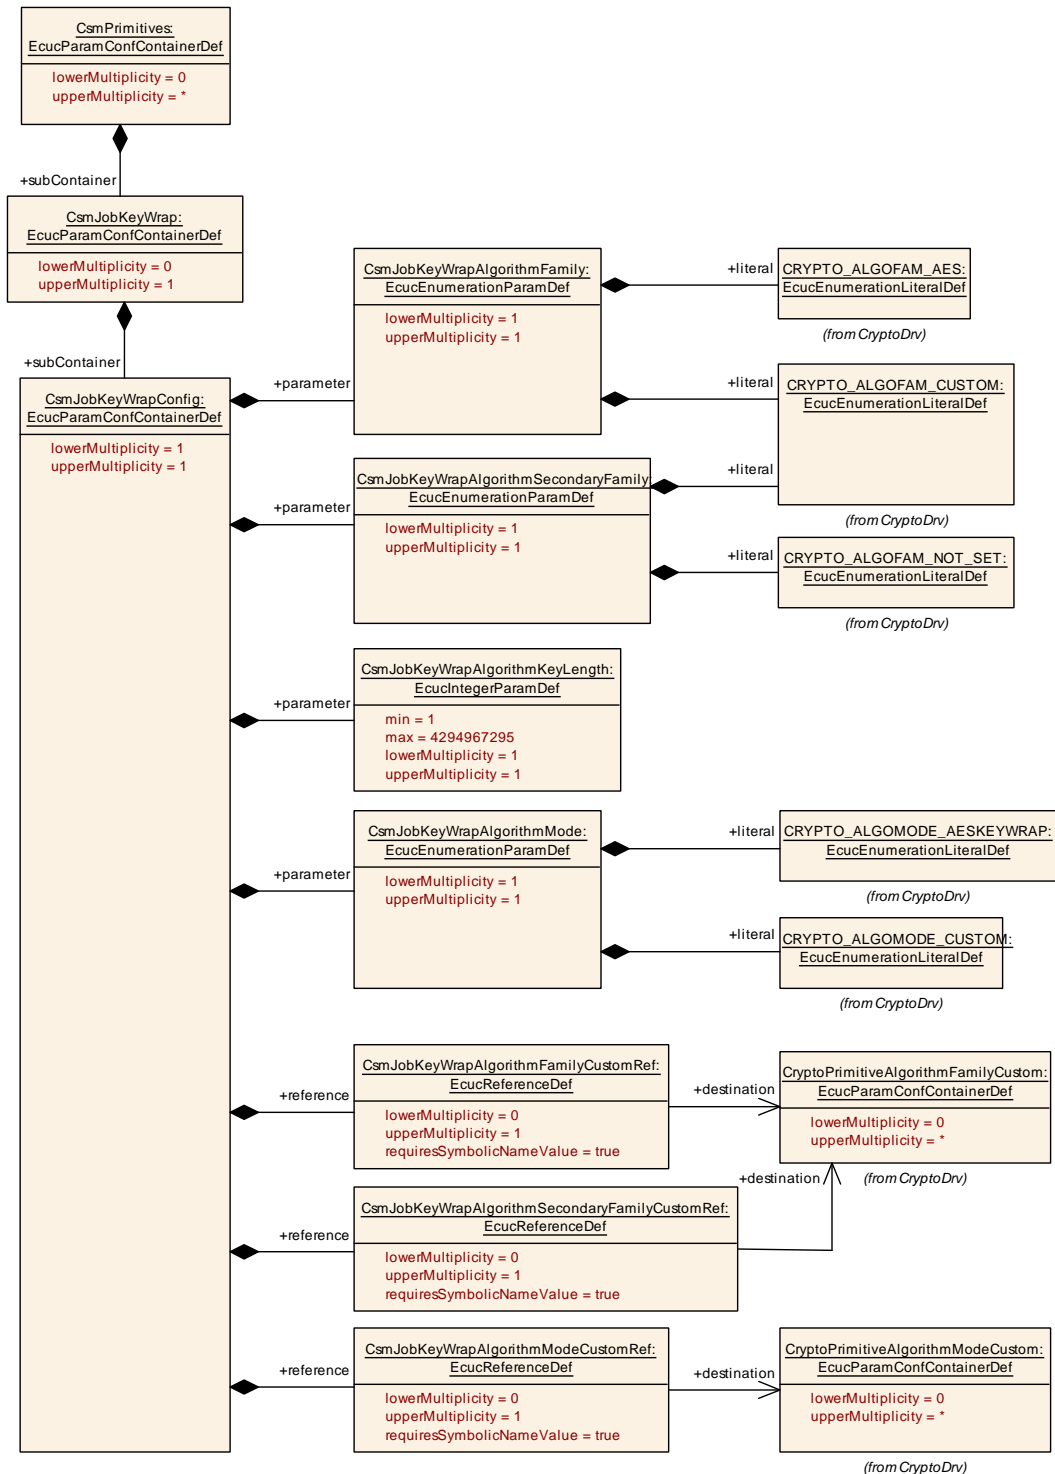 CsmPrimitives:
EcucParamConfContainerDef
lowerMultiplicity = 0
upperMultiplicity = *
+subContainer
CsmJobKeyWrap:
EcucParamConfContainerDef
lowerMultiplicity = 0
upperMultiplicity = 1
+subContainer
CsmJobKeyWrapConfig:
EcucParamConfContainerDef
lowerMultiplicity = 1
upperMultiplicity = 1
+parameter
CsmJobKeyWrapAlgorithmFamily:
EcucEnumerationParamDef
lowerMultiplicity = 1
upperMultiplicity = 1
+literal
CRYPTO_ALGOFAM_AES:
EcucEnumerationLiteralDef
(from CryptoDrv)
+literal
CRYPTO_ALGOFAM_CUSTOM:
EcucEnumerationLiteralDef
(from CryptoDrv)
+parameter
CsmJobKeyWrapAlgorithmSecondaryFamily:
EcucEnumerationParamDef
lowerMultiplicity = 1
upperMultiplicity = 1
+literal
+literal
CRYPTO_ALGOFAM_NOT_SET:
EcucEnumerationLiteralDef
(from CryptoDrv)
+parameter
CsmJobKeyWrapAlgorithmKeyLength:
EcucIntegerParamDef
min = 1
max = 4294967295
lowerMultiplicity = 1
upperMultiplicity = 1
+parameter
CsmJobKeyWrapAlgorithmMode:
EcucEnumerationParamDef
lowerMultiplicity = 1
upperMultiplicity = 1
+literal
CRYPTO_ALGOMODE_AESKEYWRAP:
EcucEnumerationLiteralDef
(from CryptoDrv)
+literal
CRYPTO_ALGOMODE_CUSTOM:
EcucEnumerationLiteralDef
(from CryptoDrv)
+reference
CsmJobKeyWrapAlgorithmFamilyCustomRef:
EcucReferenceDef
lowerMultiplicity = 0
upperMultiplicity = 1
requiresSymbolicNameValue = true
+destination
CryptoPrimitiveAlgorithmFamilyCustom:
EcucParamConfContainerDef
lowerMultiplicity = 0
upperMultiplicity = *
(from CryptoDrv)
+destination
+reference
CsmJobKeyWrapAlgorithmSecondaryFamilyCustomRef:
EcucReferenceDef
lowerMultiplicity = 0
upperMultiplicity = 1
requiresSymbolicNameValue = true
+reference
CsmJobKeyWrapAlgorithmModeCustomRef:
EcucReferenceDef
lowerMultiplicity = 0
upperMultiplicity = 1
requiresSymbolicNameValue = true
+destination
CryptoPrimitiveAlgorithmModeCustom:
EcucParamConfContainerDef
lowerMultiplicity = 0
upperMultiplicity = *
(from CryptoDrv)